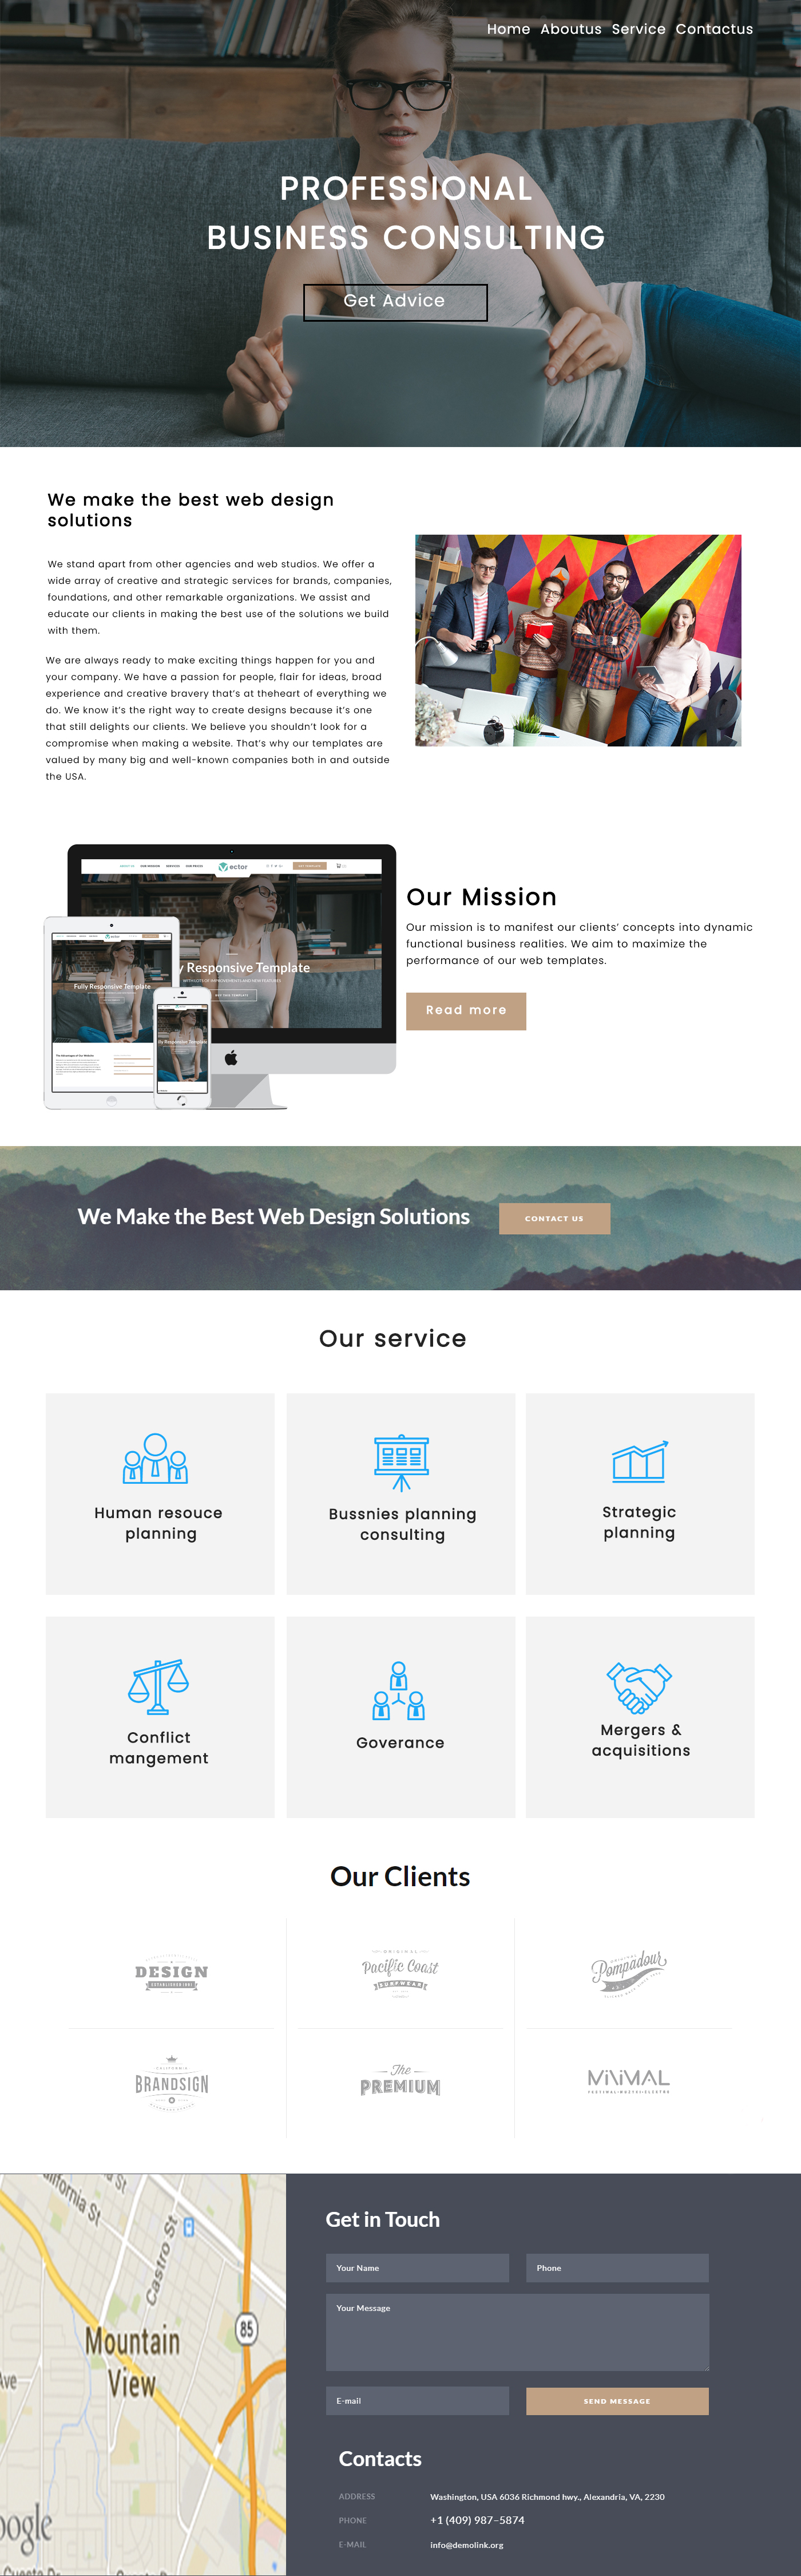 Home Aboutus Service Contactus
PROFESSIONAL
BUSINESS CONSULTING
Get Advice
We make the best web design
solutions
We stand apart from other agencies and web studios. We offer a
wide array of creative and strategic services for brands, companies,
foundations, and other remarkable organizations. We assist and
educate our clients in making the best use of the solutions we build
with them.
We are always ready to make exciting things happen for you and
your company. We have a passion for people, flair for ideas, broad
experience and creative bravery that's at theheart of everything we
do. We know it's the right way to create designs because it's one
that still delights our clients. We believe you shouldn't look for a
compromise when making a website. That's why our templates are
valued by many big and well-known companies both in and outside
the USA.
ector
y Responsive Template
Fully Responsive Template
Our Mission
Our mission is to manifest our clients' concepts into dynamic
functional business realities. We aim to maximize the
performance of our web templates.
Read more
We Make the Best Web Design Solutions
CONTACT US
Our service
Human resouce
planning
Bussnies planning
consulting
Strategic
planning
Conflict
mangement
Goverance
Mergers &
acquisitions
Our Clients
DESIGN
ORIGINAL
Pacific Coast
SURFWEAR
Pompadour
CALIFORNIA
BRANDSIGN
The
PREMIUM
MINIMAL
California St
Castro St
85
Mountain
View
Ave
oogle
Get in Touch
Your Name
Phone
Your Message
E-mail
SEND MESSAGE
Contacts
ADDRESS
Washington, USA 6036 Richmond hwy., Alexandria, VA, 2230
PHONE
+1 (409) 987–5874
E-MAIL
info@demolink.org